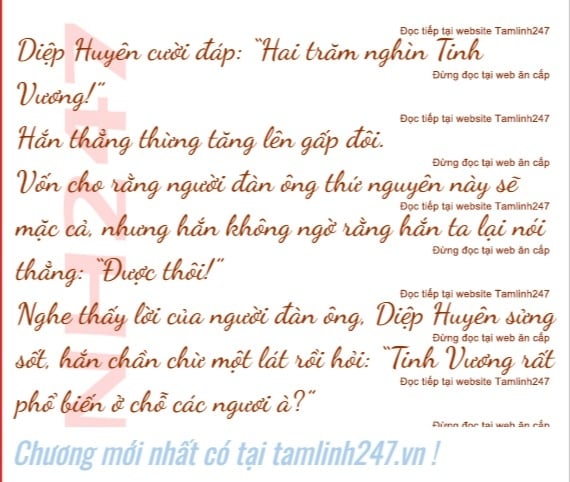 Đọc tiếp tại website Tamlinh247
Diệp Huyên cười đáp: “Hai trăm nghìn Tinh
Đừng đọc tại web ăn cắp
Vương!”
Đọc tiếp tại website Tamlinh247
Hắn thẳng thừng tăng lên gấp đôi.
Đừng đọc tại web ăn cắp
Vốn cho rằng người đàn ông thứ nguyên này sẽ
Đọc tiếp tại website Tamlinh247
mặc cả, nhưng hắn không ngờ rằng hắn ta lại nói
Đừng đọc tại web ăn cắp
thẳng: “Được thôi!”
Đọc tiếp tại website Tamlinh247
Nghe thấy lời của người đàn ông, Diệp Huyên sửng
Đừng đọc tại web ăn cắp
sốt, hắn chần chừ một lát rồi hỏi: “Tinh Vương rất
Đọc tiếp tại website Tamlinh247
phổ biến ở chỗ các ngươi à?”
Đừng đọc tại web ăn cắp
NH247
Chương mới nhất có tại tamlinh247.vn !